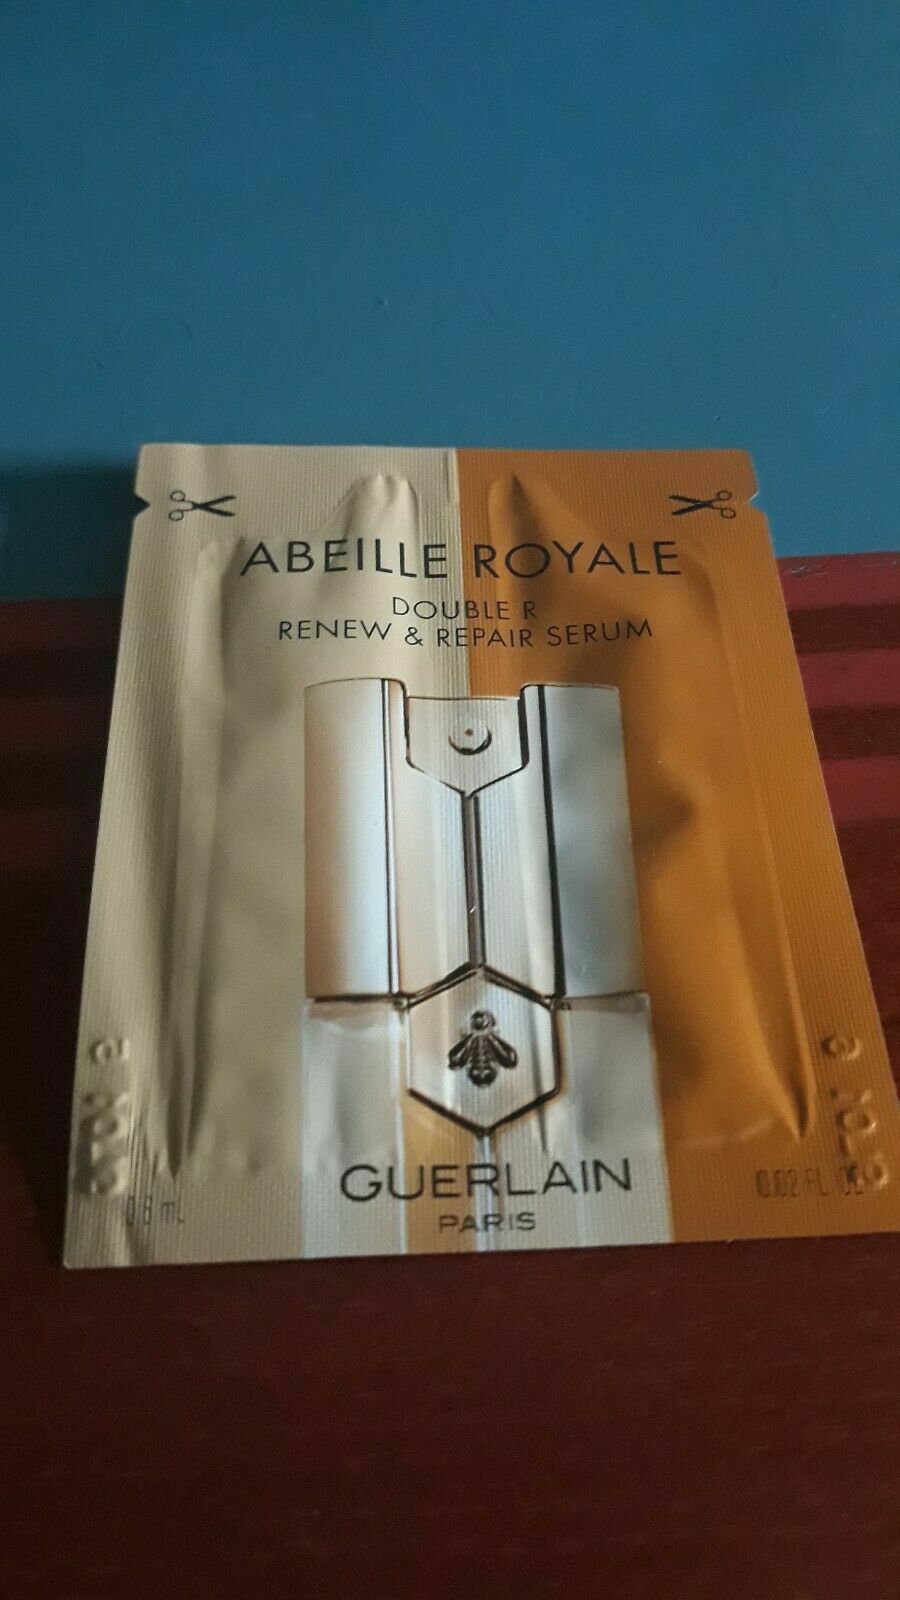 ABEILLE ROYALE
DOUBLE R
RENEW & REPAIR SERUM
GUERLAIN
PARIS
0.6 mL
0.02 FL. OZ